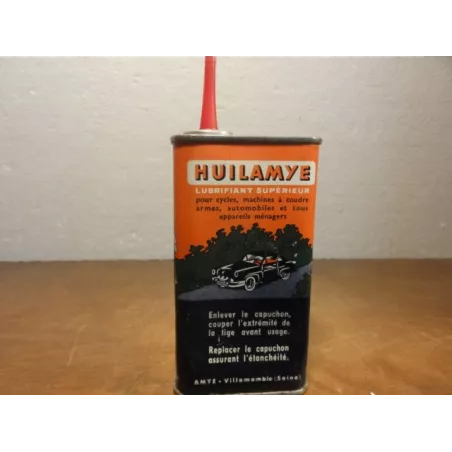 HUILAMYE
LUBRIFIANT SUPÉRIEUR
pour cycles, machines à coudre
armes, automobiles et tous
appareils ménagers
Enlever le capuchon,
couper l'extrémité de
la tige avant usage.
Replacer le capuchon
assurant l'étanchéité.
AMYE - Villemomble (Seine)